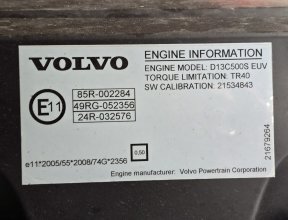 VOLVO
ENGINE INFORMATION
ENGINE MODEL: D13C500S EUV
TORQUE LIMITATION: TR40
SW CALIBRATION: 21534843
E11
85R-002284
49RG-052356
24R-032576
e11*2005/55*2008/74G*2356
0,50
21679264
Engine manufacturer: Volvo Powertrain Corporation